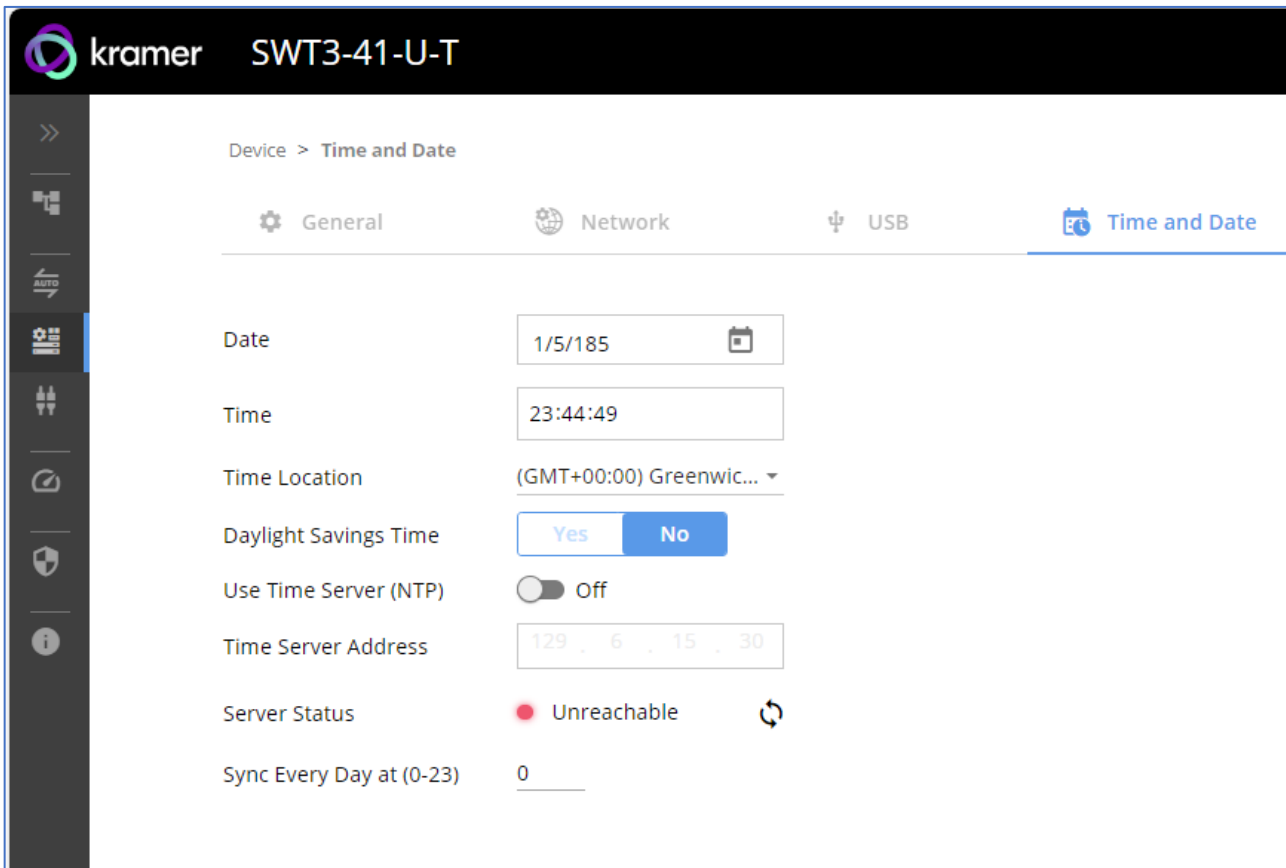 kramer SWT3-41-U-T
Device > Time and Date
General Network USB Time and Date
AUTO
Date 1/5/185
Time 23:44:49
Time Location (GMT+00:00) Greenwic...
Daylight Savings Time Yes No
Use Time Server (NTP) Off
Time Server Address 129 . 6 . 15 . 30
Server Status Unreachable
Sync Every Day at (0-23) 0